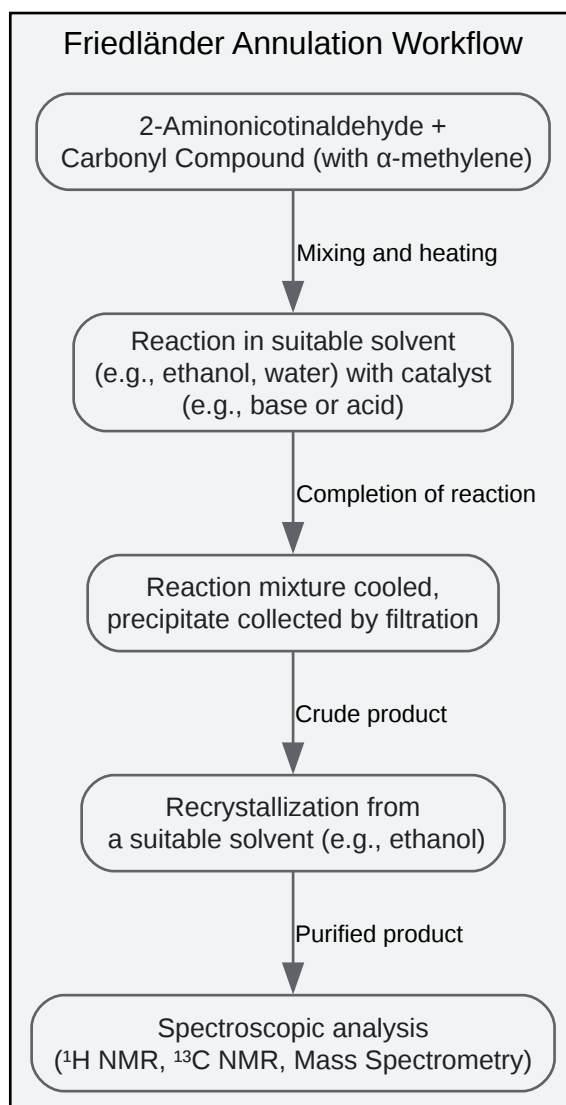 Friedländer Annulation Workflow
2-Aminonicotinaldehyde +
Carbonyl Compound (with α-methylene)
Mixing and heating
Reaction in suitable solvent
(e.g., ethanol, water) with catalyst
(e.g., base or acid)
Completion of reaction
Reaction mixture cooled,
precipitate collected by filtration
Crude product
Recrystallization from
a suitable solvent (e.g., ethanol)
Purified product
Spectroscopic analysis
(¹H NMR, ¹³C NMR, Mass Spectrometry)